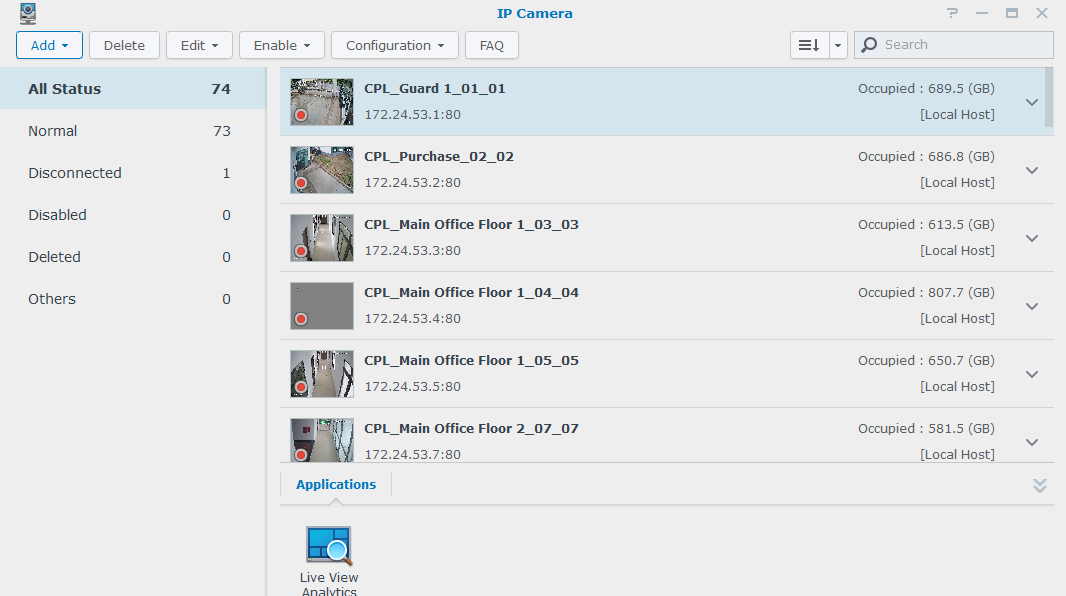 IP Camera
Add
Delete
Edit
Enable
Configuration
FAQ
Search
All Status 74
Normal 73
Disconnected 1
Disabled 0
Deleted 0
Others 0
CPL_Guard 1_01_01 Occupied : 689.5 (GB)
172.24.53.1:80 [Local Host]
CPL_Purchase_02_02 Occupied : 686.8 (GB)
172.24.53.2:80 [Local Host]
CPL_Main Office Floor 1_03_03 Occupied : 613.5 (GB)
172.24.53.3:80 [Local Host]
CPL_Main Office Floor 1_04_04 Occupied : 807.7 (GB)
172.24.53.4:80 [Local Host]
CPL_Main Office Floor 1_05_05 Occupied : 650.7 (GB)
172.24.53.5:80 [Local Host]
CPL_Main Office Floor 2_07_07 Occupied : 581.5 (GB)
172.24.53.7:80 [Local Host]
Applications
Live View
Analytics